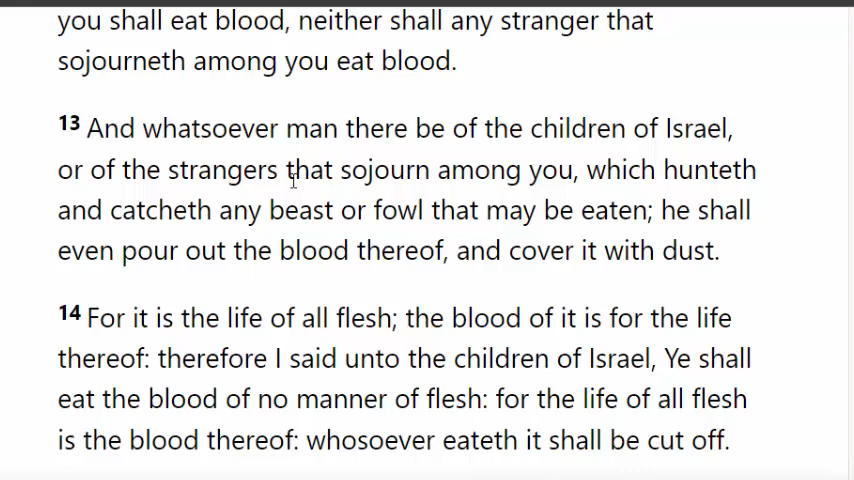 you shall eat blood, neither shall any stranger that
sojourneth among you eat blood.
13 And whatsoever man there be of the children of Israel,
or of the strangers that sojourn among you, which hunteth
and catcheth any beast or fowl that may be eaten; he shall
even pour out the blood thereof, and cover it with dust.
14 For it is the life of all flesh; the blood of it is for the life
thereof: therefore I said unto the children of Israel, Ye shall
eat the blood of no manner of flesh: for the life of all flesh
is the blood thereof: whosoever eateth it shall be cut off.